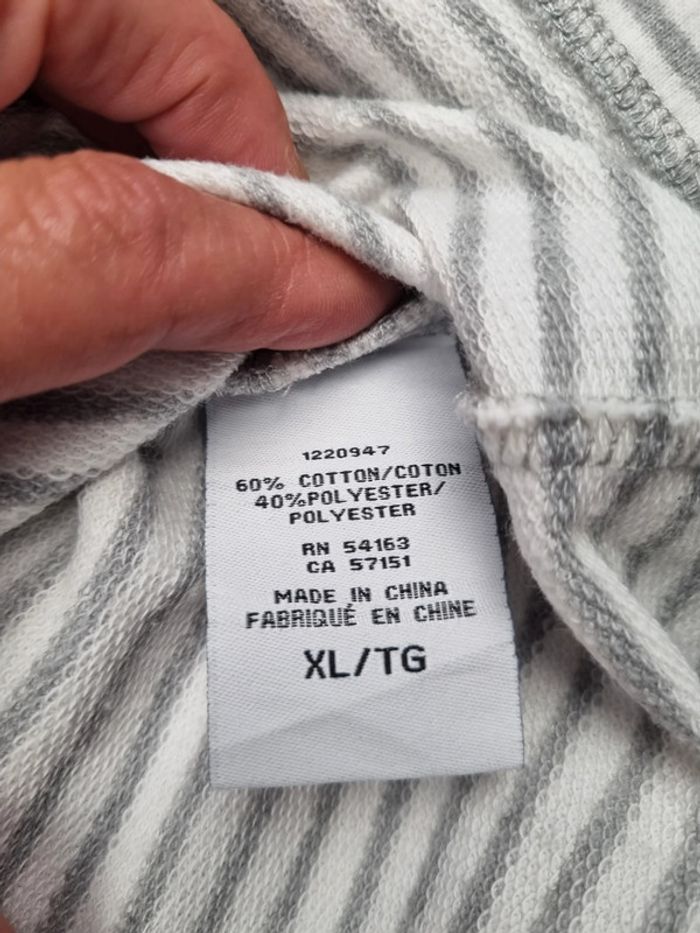 1220947
60% COTTON/COTON
40%POLYESTER/
POLYESTER
RN 54163
CA 57151
MADE IN CHINA
FABRIQUÉ EN CHINE
XL/TG